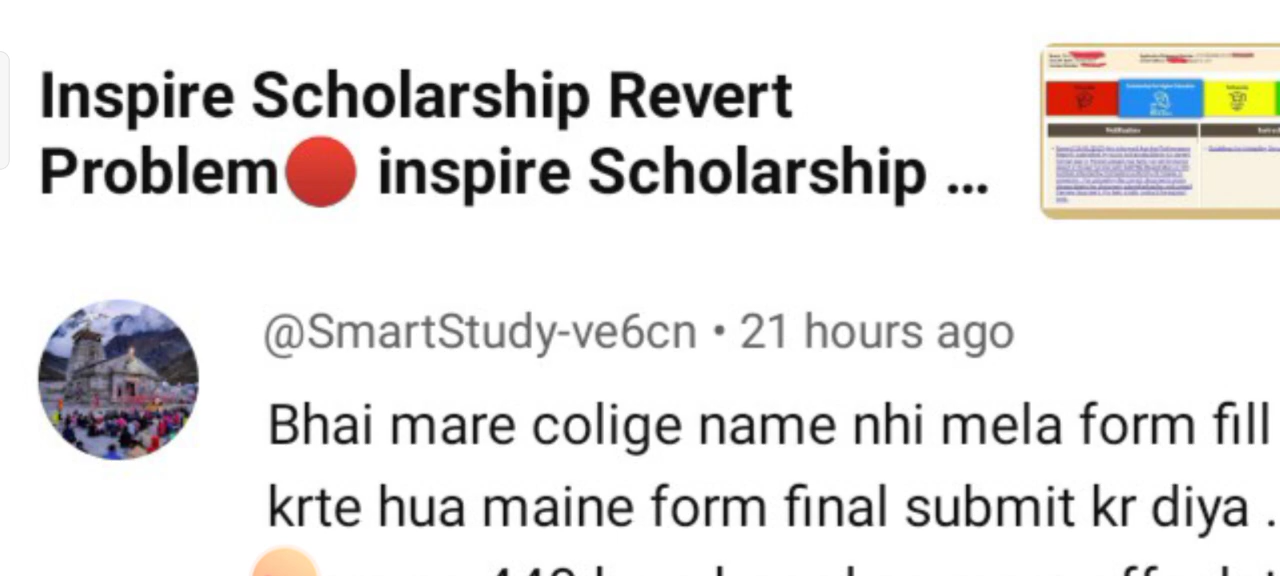 Inspire Scholarship Revert
Problem🔴 inspire Scholarship ...
@SmartStudy-ve6cn • 21 hours ago
Bhai mare colige name nhi mela form fill
krte hua maine form final submit kr diya .